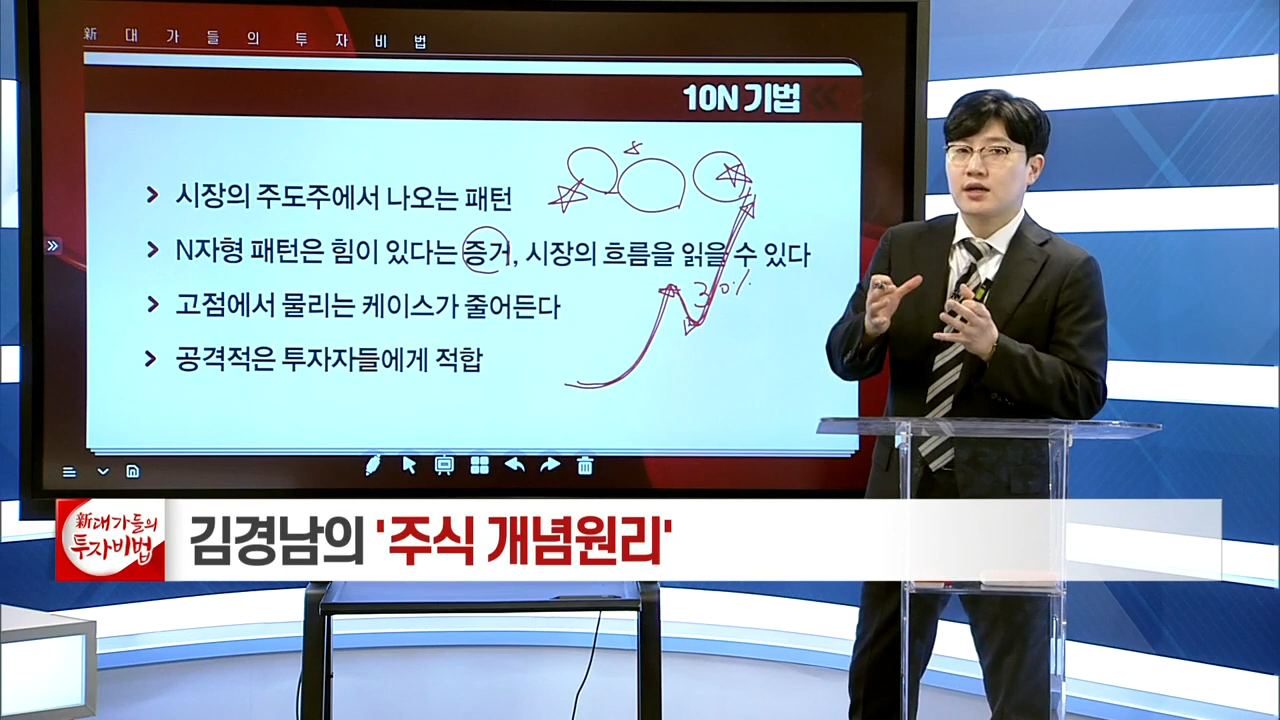 新 대 가 들 의 투 자 비 법
10N 기법
시장의 주도주에서 나오는 패턴
N자형 패턴은 힘이 있다는 증거, 시장의 흐름을 읽을 수 있다
고점에서 물리는 케이스가 줄어든다
공격적은 투자자들에게 적합
30%
新대가들의
투자비법
김경남의 '주식 개념원리'